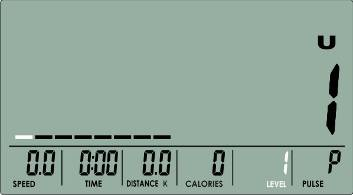 U
1
0.0 0:00 0.0 0 1 P
SPEED TIME DISTANCE K CALORIES LEVEL PULSE